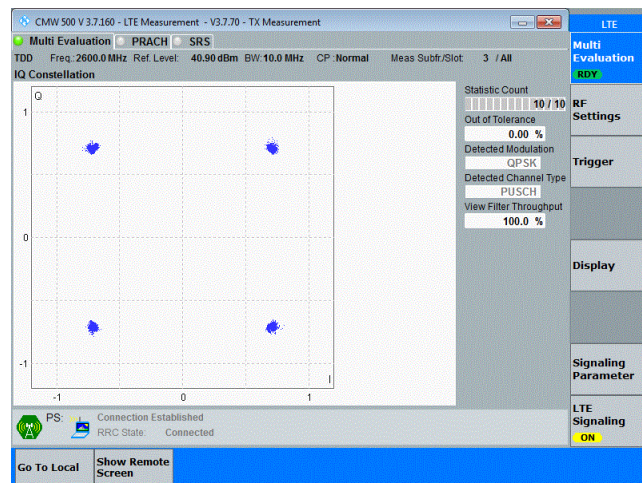 CMW 500 V 3.7.160 - LTE Measurement - V3.7.70 - TX Measurement
LTE
Multi Evaluation PRACH SRS
TDD Freq.: 2600.0 MHz Ref. Level: 40.90 dBm BW: 10.0 MHz CP : Normal Meas Subfr./Slot: 3 / All
IQ Constellation
Q
1
0
-1
I
-1 0 1
Statistic Count
10 / 10
Out of Tolerance
0.00 %
Detected Modulation
QPSK
Detected Channel Type
PUSCH
View Filter Throughput
100.0 %
Multi
Evaluation
RDY
RF
Settings
Trigger
Display
Signaling
Parameter
LTE
Signaling
ON
PS: Connection Established
RRC State: Connected
Go To Local
Show Remote
Screen